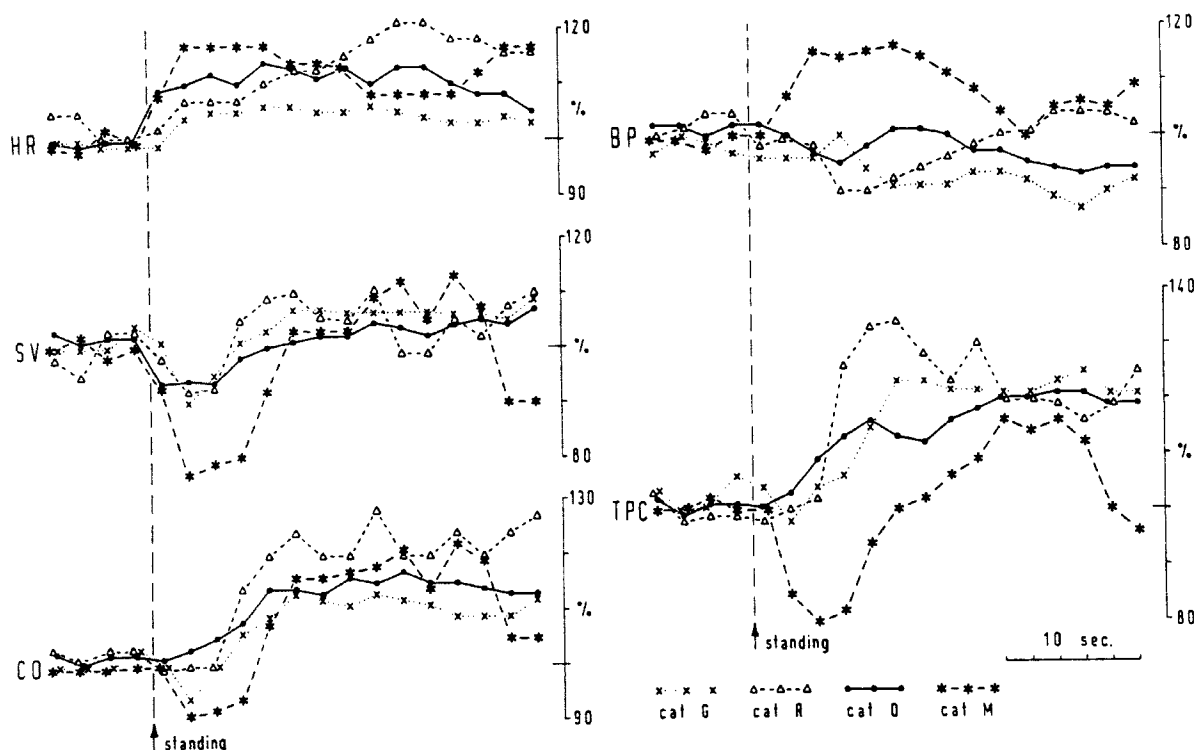 HR
120
%
90
SV
120
%
80
CO
130
%
90
standing
BP
120
%
80
TPC
140
%
80
standing
10 sec.
cat G cat R cat Q cat M